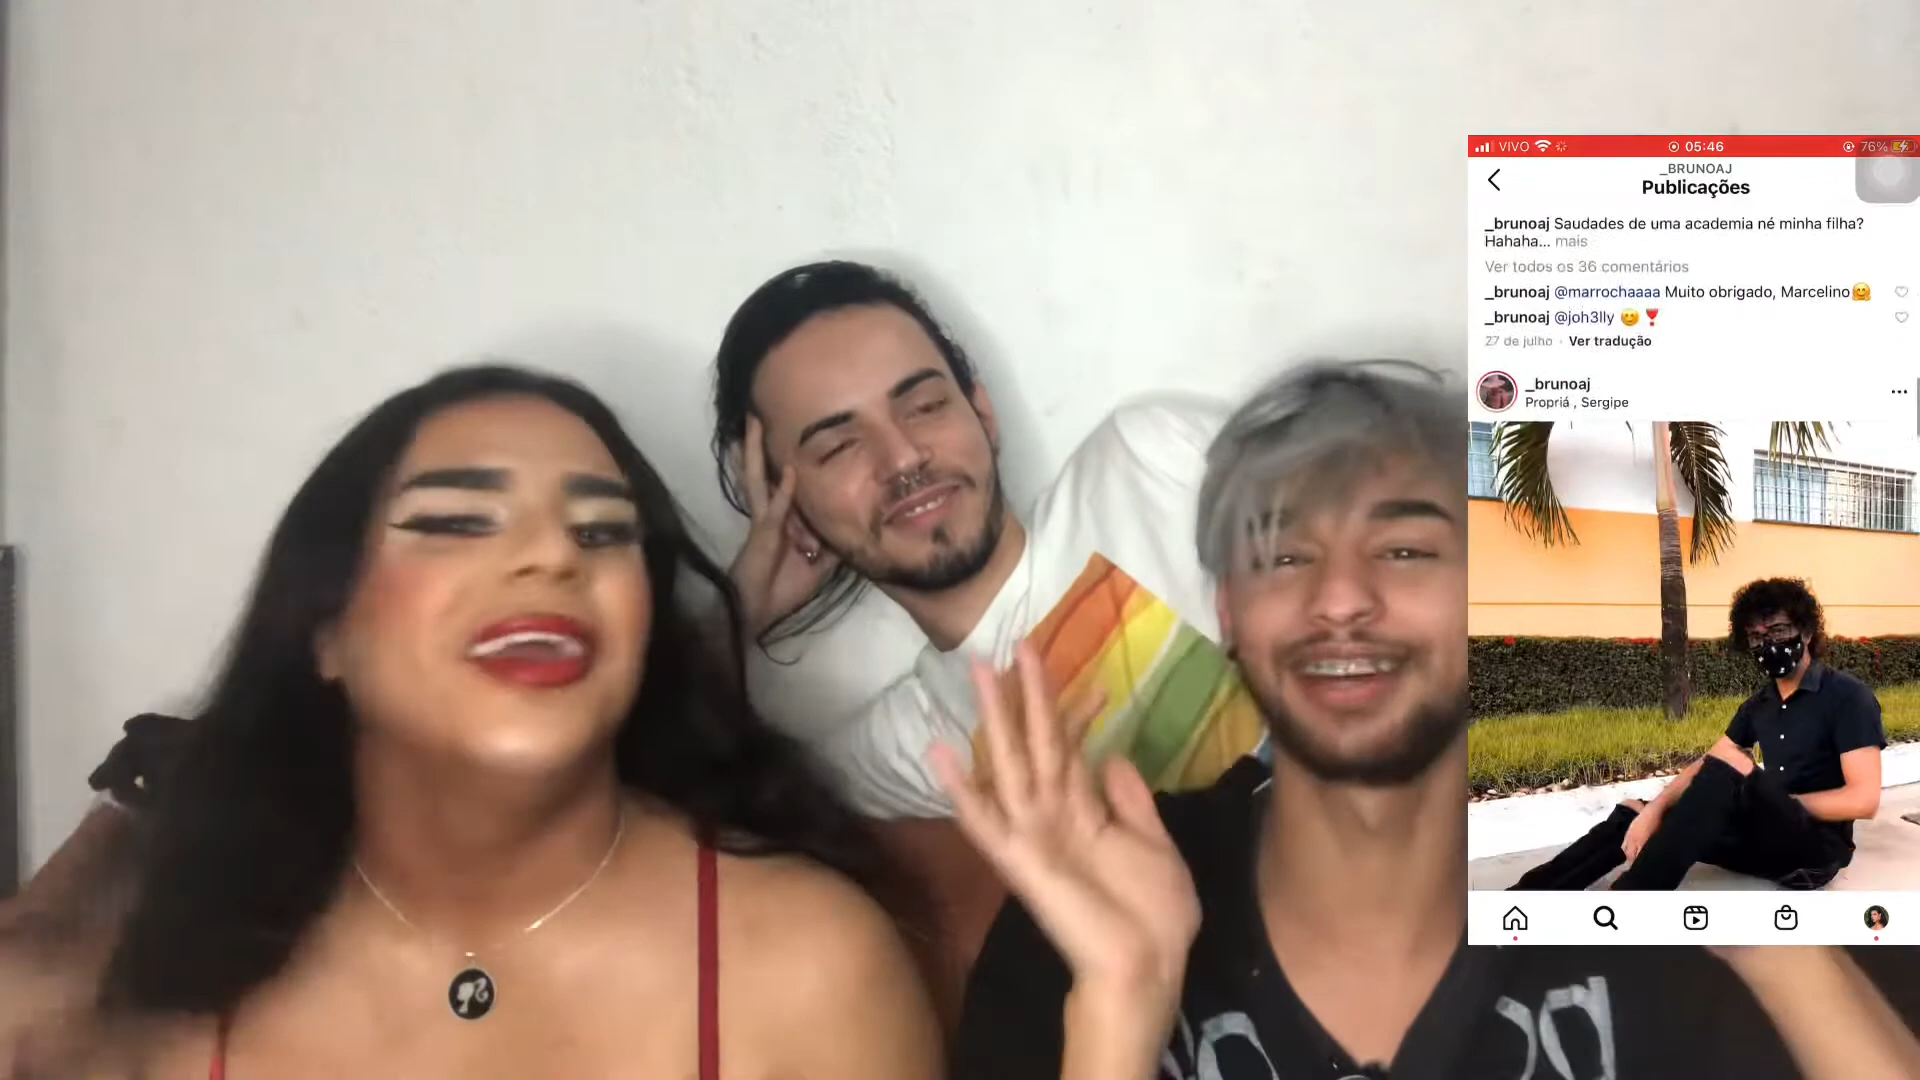 VIVO 05:46 76%
_BRUNOAJ
Publicações
_brunoaj Saudades de uma academia né minha filha?
Hahaha... mais
Ver todos os 36 comentários
_brunoaj @marrochaaaa Muito obrigado, Marcelino🤗
_brunoaj @joh3lly 😊❣️
27 de julho · Ver tradução
_brunoaj
Propriá , Sergipe